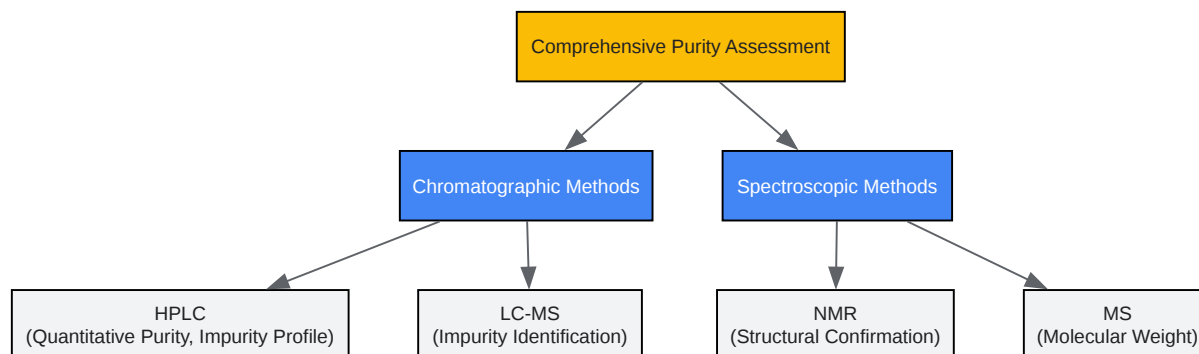 Comprehensive Purity Assessment
Chromatographic Methods
Spectroscopic Methods
HPLC
(Quantitative Purity, Impurity Profile)
LC-MS
(Impurity Identification)
NMR
(Structural Confirmation)
MS
(Molecular Weight)